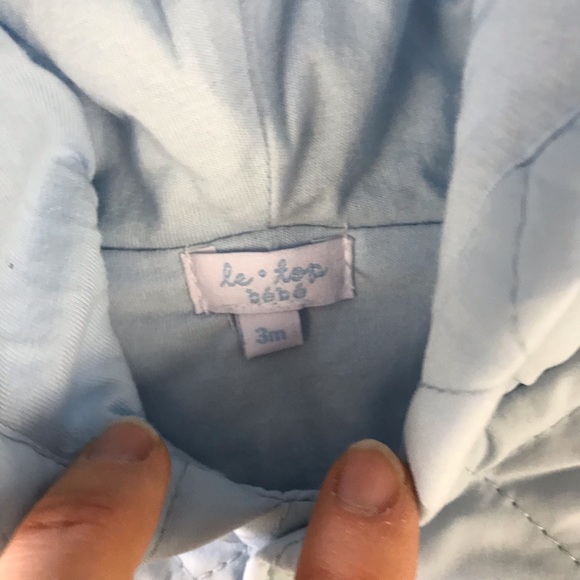 le • top
bébé
3m